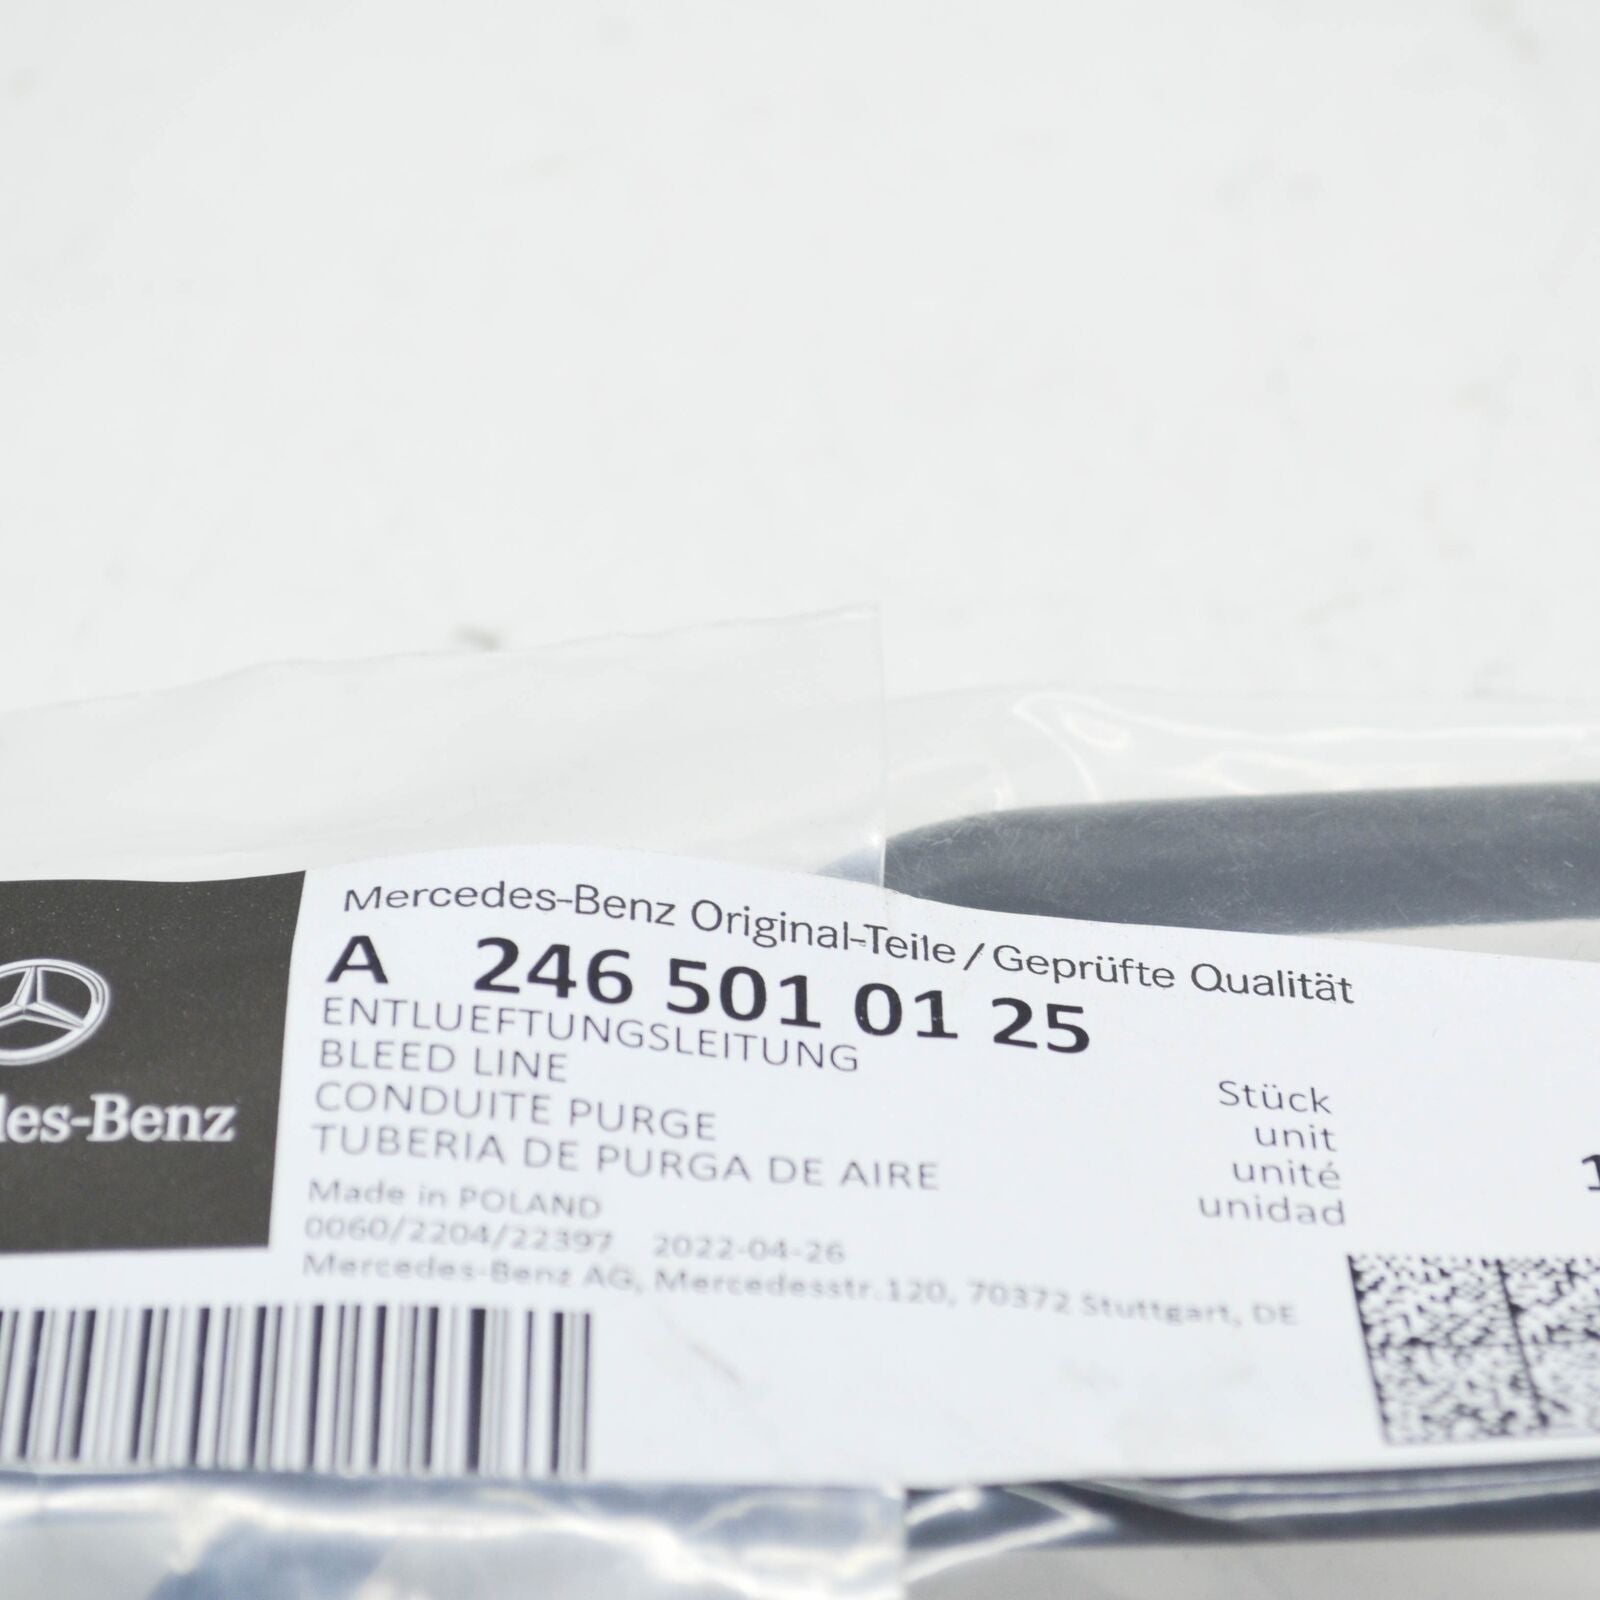 Mercedes-Benz Original-Teile / Geprüfte Qualität
A 246 501 01 25
ENTLUEFTUNGSLEITUNG
BLEED LINE
CONDUITE PURGE
TUBERIA DE PURGA DE AIRE
Made in POLAND
0060/2204/22397 2022-04-26
Mercedes-Benz AG, Mercedesstr.120, 70372 Stuttgart, DE
Stück
unit
unité
unidad
1
des-Benz